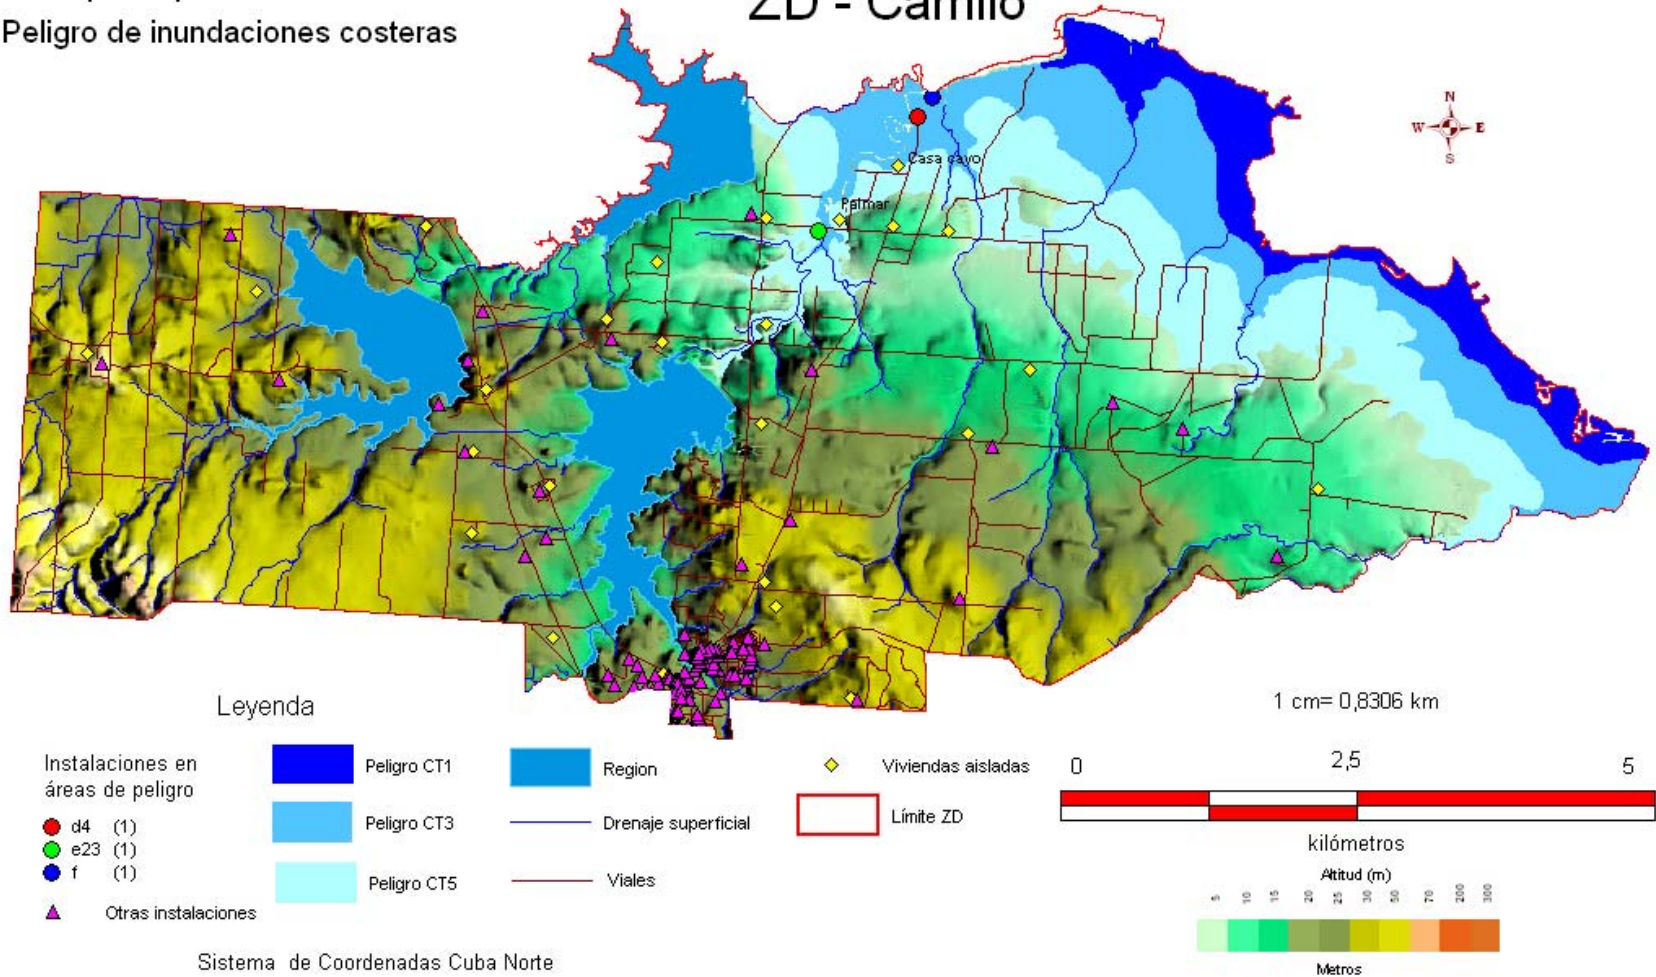 ZD - Camilo
Peligro de inundaciones costeras
N
W E
S
Casa cayo
Palmar
1 cm= 0,8306 km
Leyenda
Instalaciones en
áreas de peligro
d4 (1)
e23 (1)
f (1)
Otras instalaciones
Peligro CT1
Peligro CT3
Peligro CT5
Region
Drenaje superficial
Viales
Viviendas aisladas
Límite ZD
0 2,5 5
kilómetros
Altitud (m)
5 10 15 20 25 30 50 70 200 300
Metros
Sistema de Coordenadas Cuba Norte